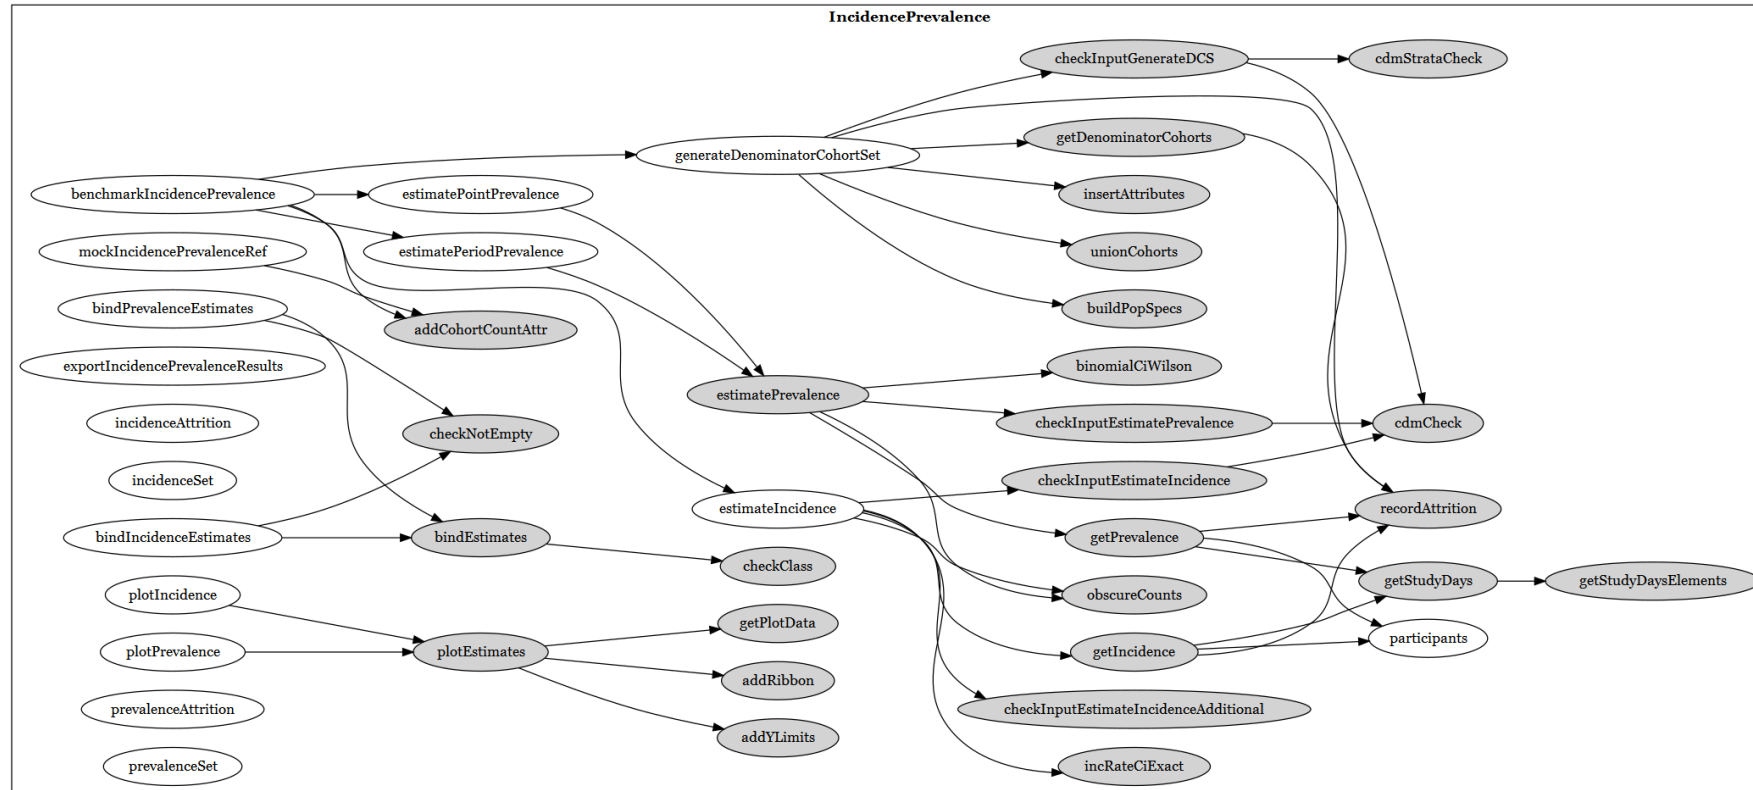 IncidencePrevalence
checkInputGenerateDCS
cdmStrataCheck
getDenominatorCohorts
generateDenominatorCohortSet
benchmarkIncidencePrevalence
estimatePointPrevalence
insertAttributes
mockIncidencePrevalenceRef
estimatePeriodPrevalence
unionCohorts
bindPrevalenceEstimates
buildPopSpecs
addCohortCountAttr
exportIncidencePrevalenceResults
binomialCiWilson
estimatePrevalence
incidenceAttrition
checkInputEstimatePrevalence
cdmCheck
checkNotEmpty
incidenceSet
checkInputEstimateIncidence
estimateIncidence
recordAttrition
bindIncidenceEstimates
bindEstimates
getPrevalence
checkClass
getStudyDays
getStudyDaysElements
plotIncidence
obscureCounts
getPlotData
participants
plotPrevalence
plotEstimates
getIncidence
addRibbon
prevalenceAttrition
checkInputEstimateIncidenceAdditional
addYLimits
prevalenceSet
incRateCiExact